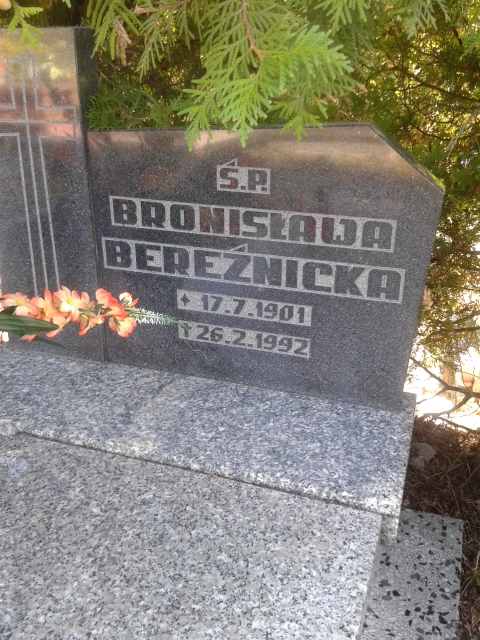 Ś.P.
BRONISŁAWA
BEREŹNICKA
✦ 17.7.1901
† 26.2.1992